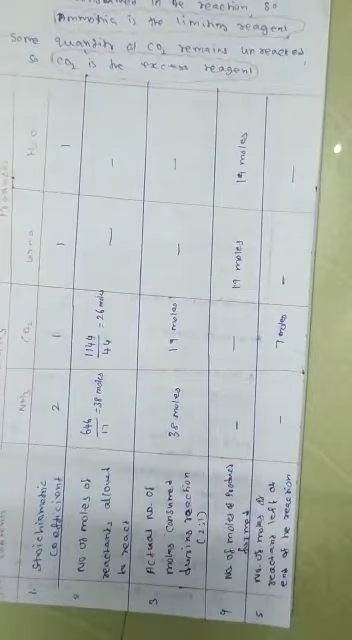 in the reaction, so
Ammonia is the limiting reagent
Some quantity of CO2 remains unreacted,
so CO2 is the excess reagent
NH3 CO2 Urea H2O
1. Stoichiometric coefficient 2 1 1 1
2. No. of moles of reactants allowed to react 646/17 = 38 moles 1144/44 = 26 moles — —
3. Actual no. of moles consumed during reaction (2:1) 38 moles 19 moles — —
4 No. of moles of product formed — — 19 moles 19 moles
5 No. of moles of reactant left at end of the reaction — 7 moles — —